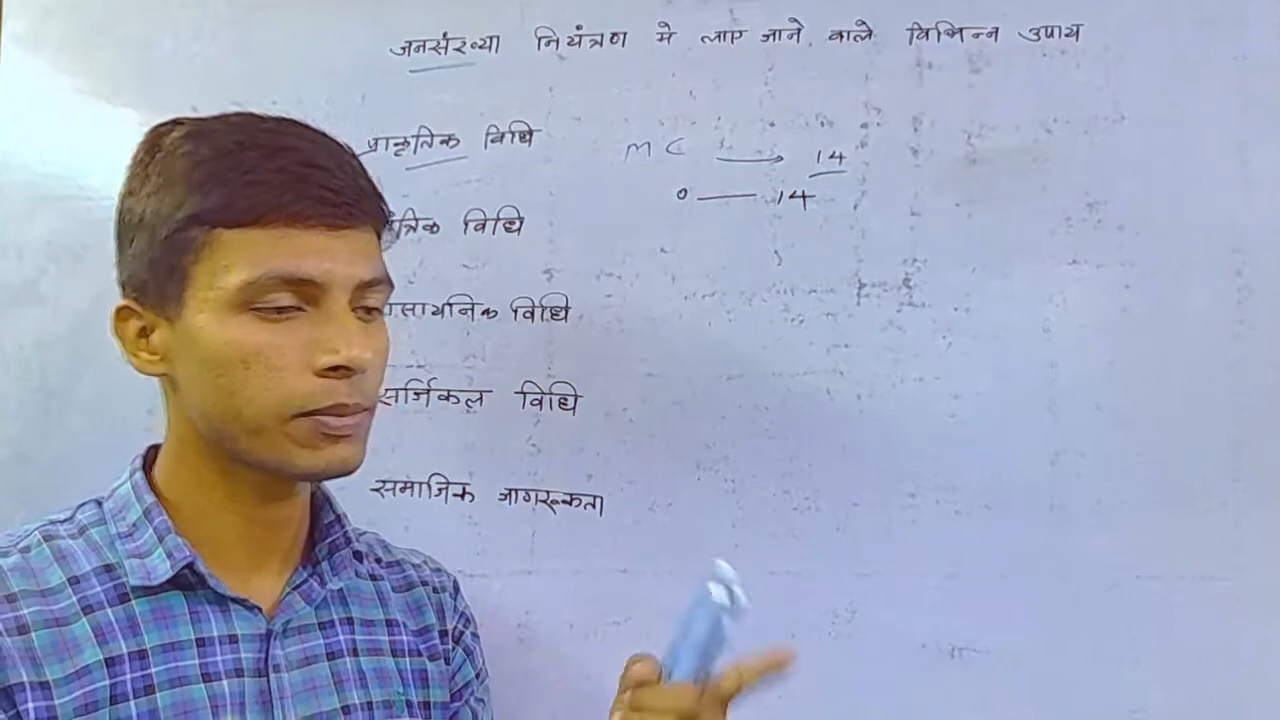 जनसंख्या नियंत्रण मे लाए जाने वाले विभिन्न उपाय
प्राकृतिक विधि MC → 14
0 — 14
विधि
विधि
सर्जिकल विधि
समाजिक जागरूकता